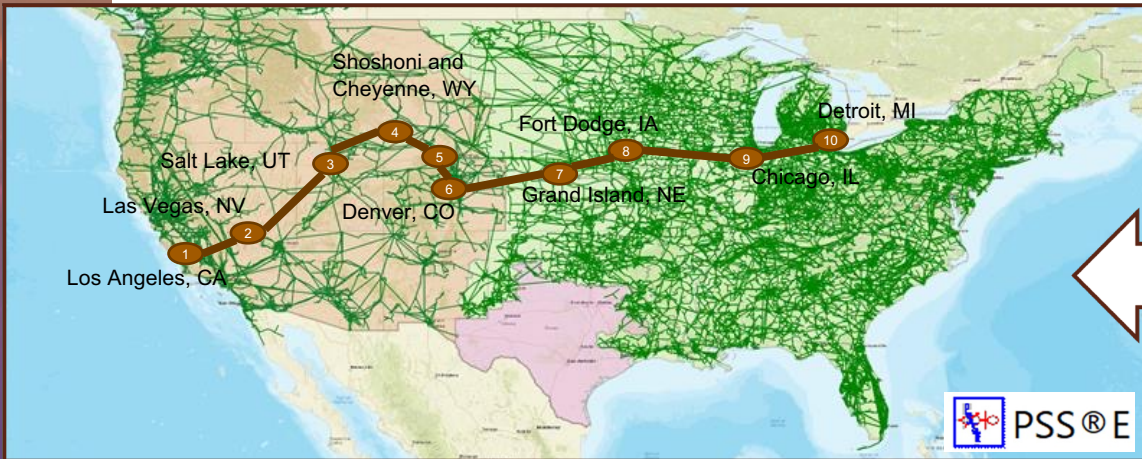 Shoshoni and
Cheyenne, WY
Detroit, MI
Fort Dodge, IA
10
4
8
Salt Lake, UT
5
9
3
7
Chicago, IL
6
Grand Island, NE
Las Vegas, NV
Denver, CO
2
1
Los Angeles, CA
PSS®E